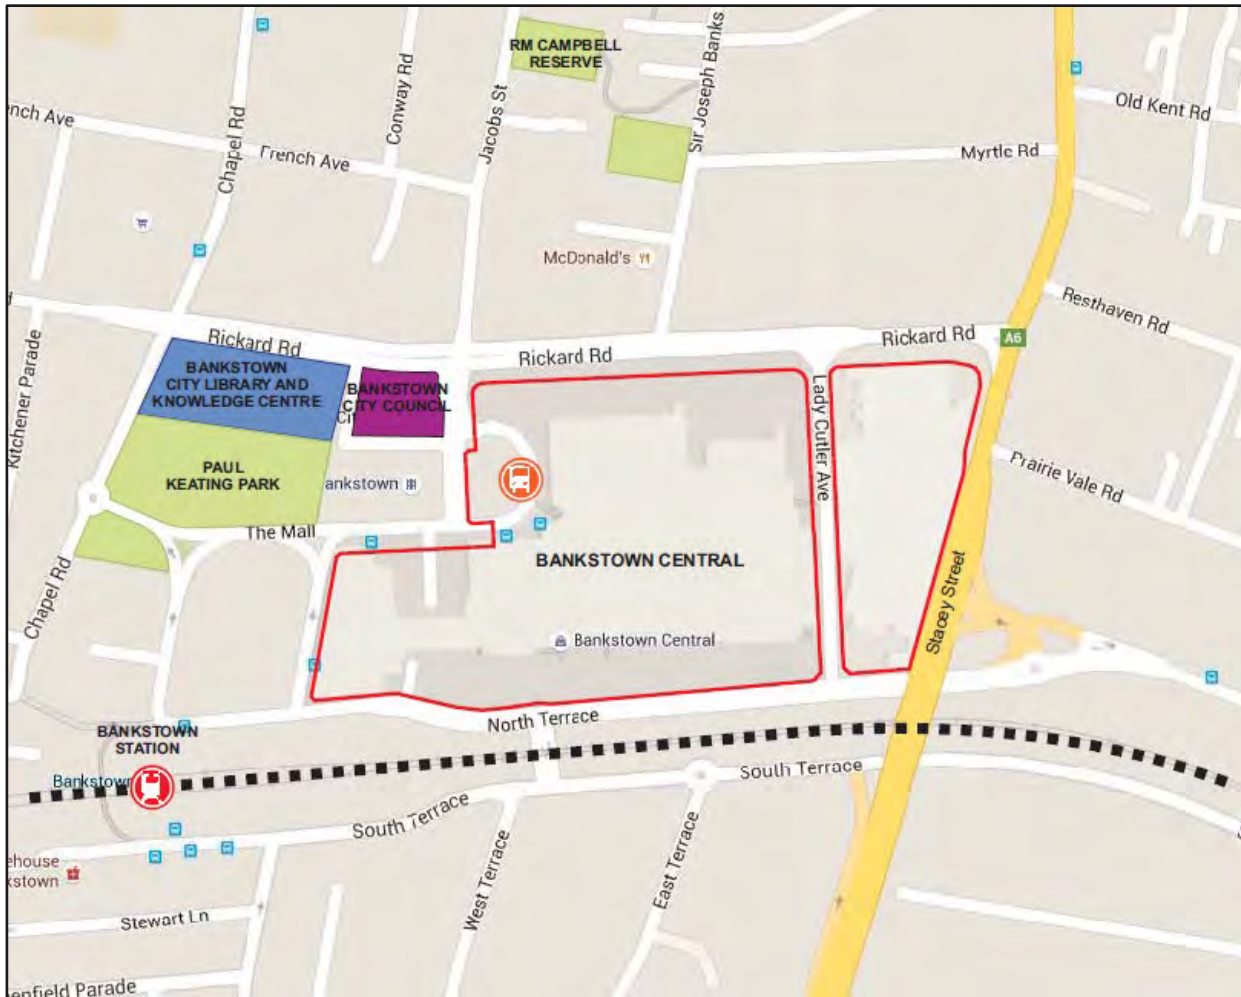 RM CAMPBELL
RESERVE
Sir Joseph Banks
Conway Rd
Jacobs St
Chapel Rd
Old Kent Rd
ench Ave
French Ave
Myrtle Rd
McDonald's
Resthaven Rd
Rickard Rd
Rickard Rd
Rickard Rd
A6
Kitchener Parade
BANKSTOWN
CITY LIBRARY AND
KNOWLEDGE CENTRE
BANKSTOWN
CITY COUNCIL
Cit
Lady Cutler Ave
PAUL
KEATING PARK
ankstown
Prairie Vale Rd
The Mall
BANKSTOWN CENTRAL
Chapel Rd
Stacey Street
Bankstown Central
North Terrace
BANKSTOWN
STATION
Bankstown
South Terrace
South Terrace
West Terrace
East Terrace
ehouse
kstown
Stewart Ln
enfield Parade